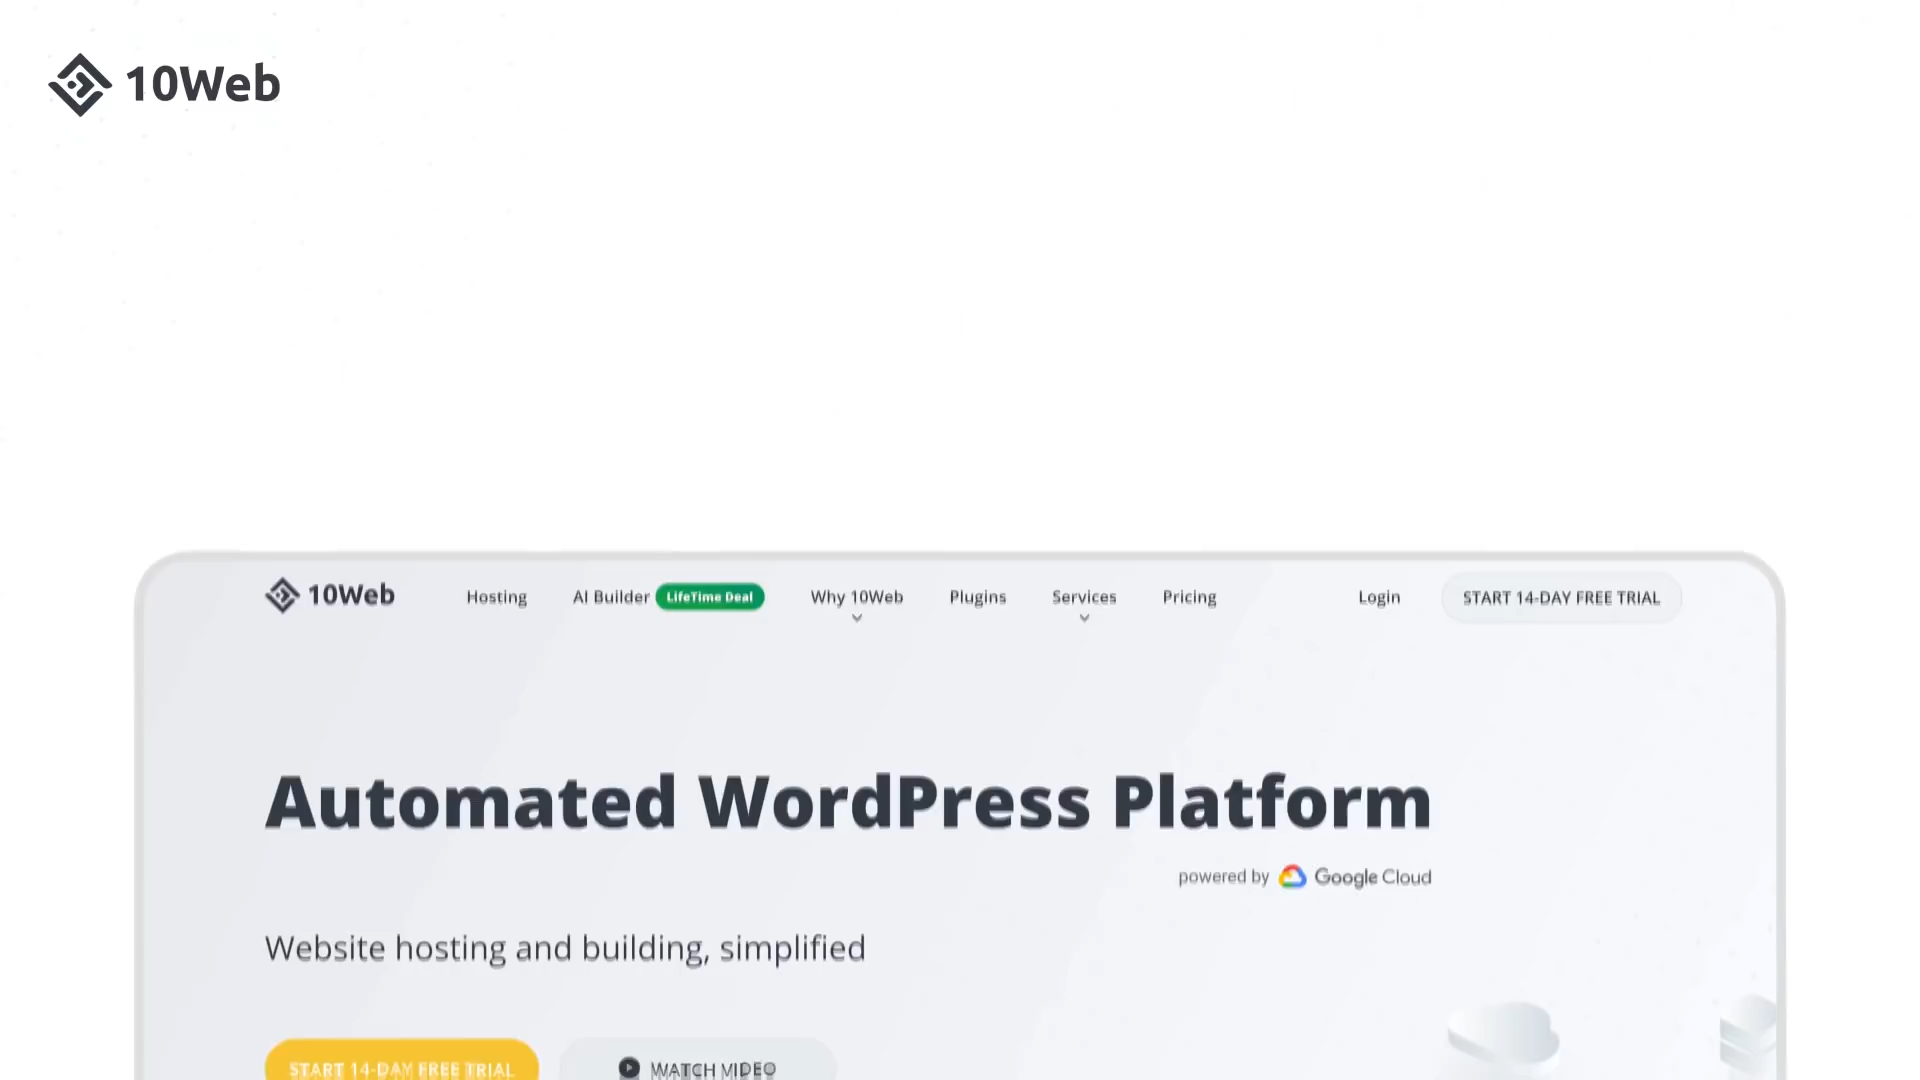 10Web
10Web Hosting AI Builder LifeTime Deal Why 10Web Plugins Services Pricing Login START 14-DAY FREE TRIAL
Automated WordPress Platform
powered by Google Cloud
Website hosting and building, simplified
START 14-DAY FREE TRIAL WATCH VIDEO